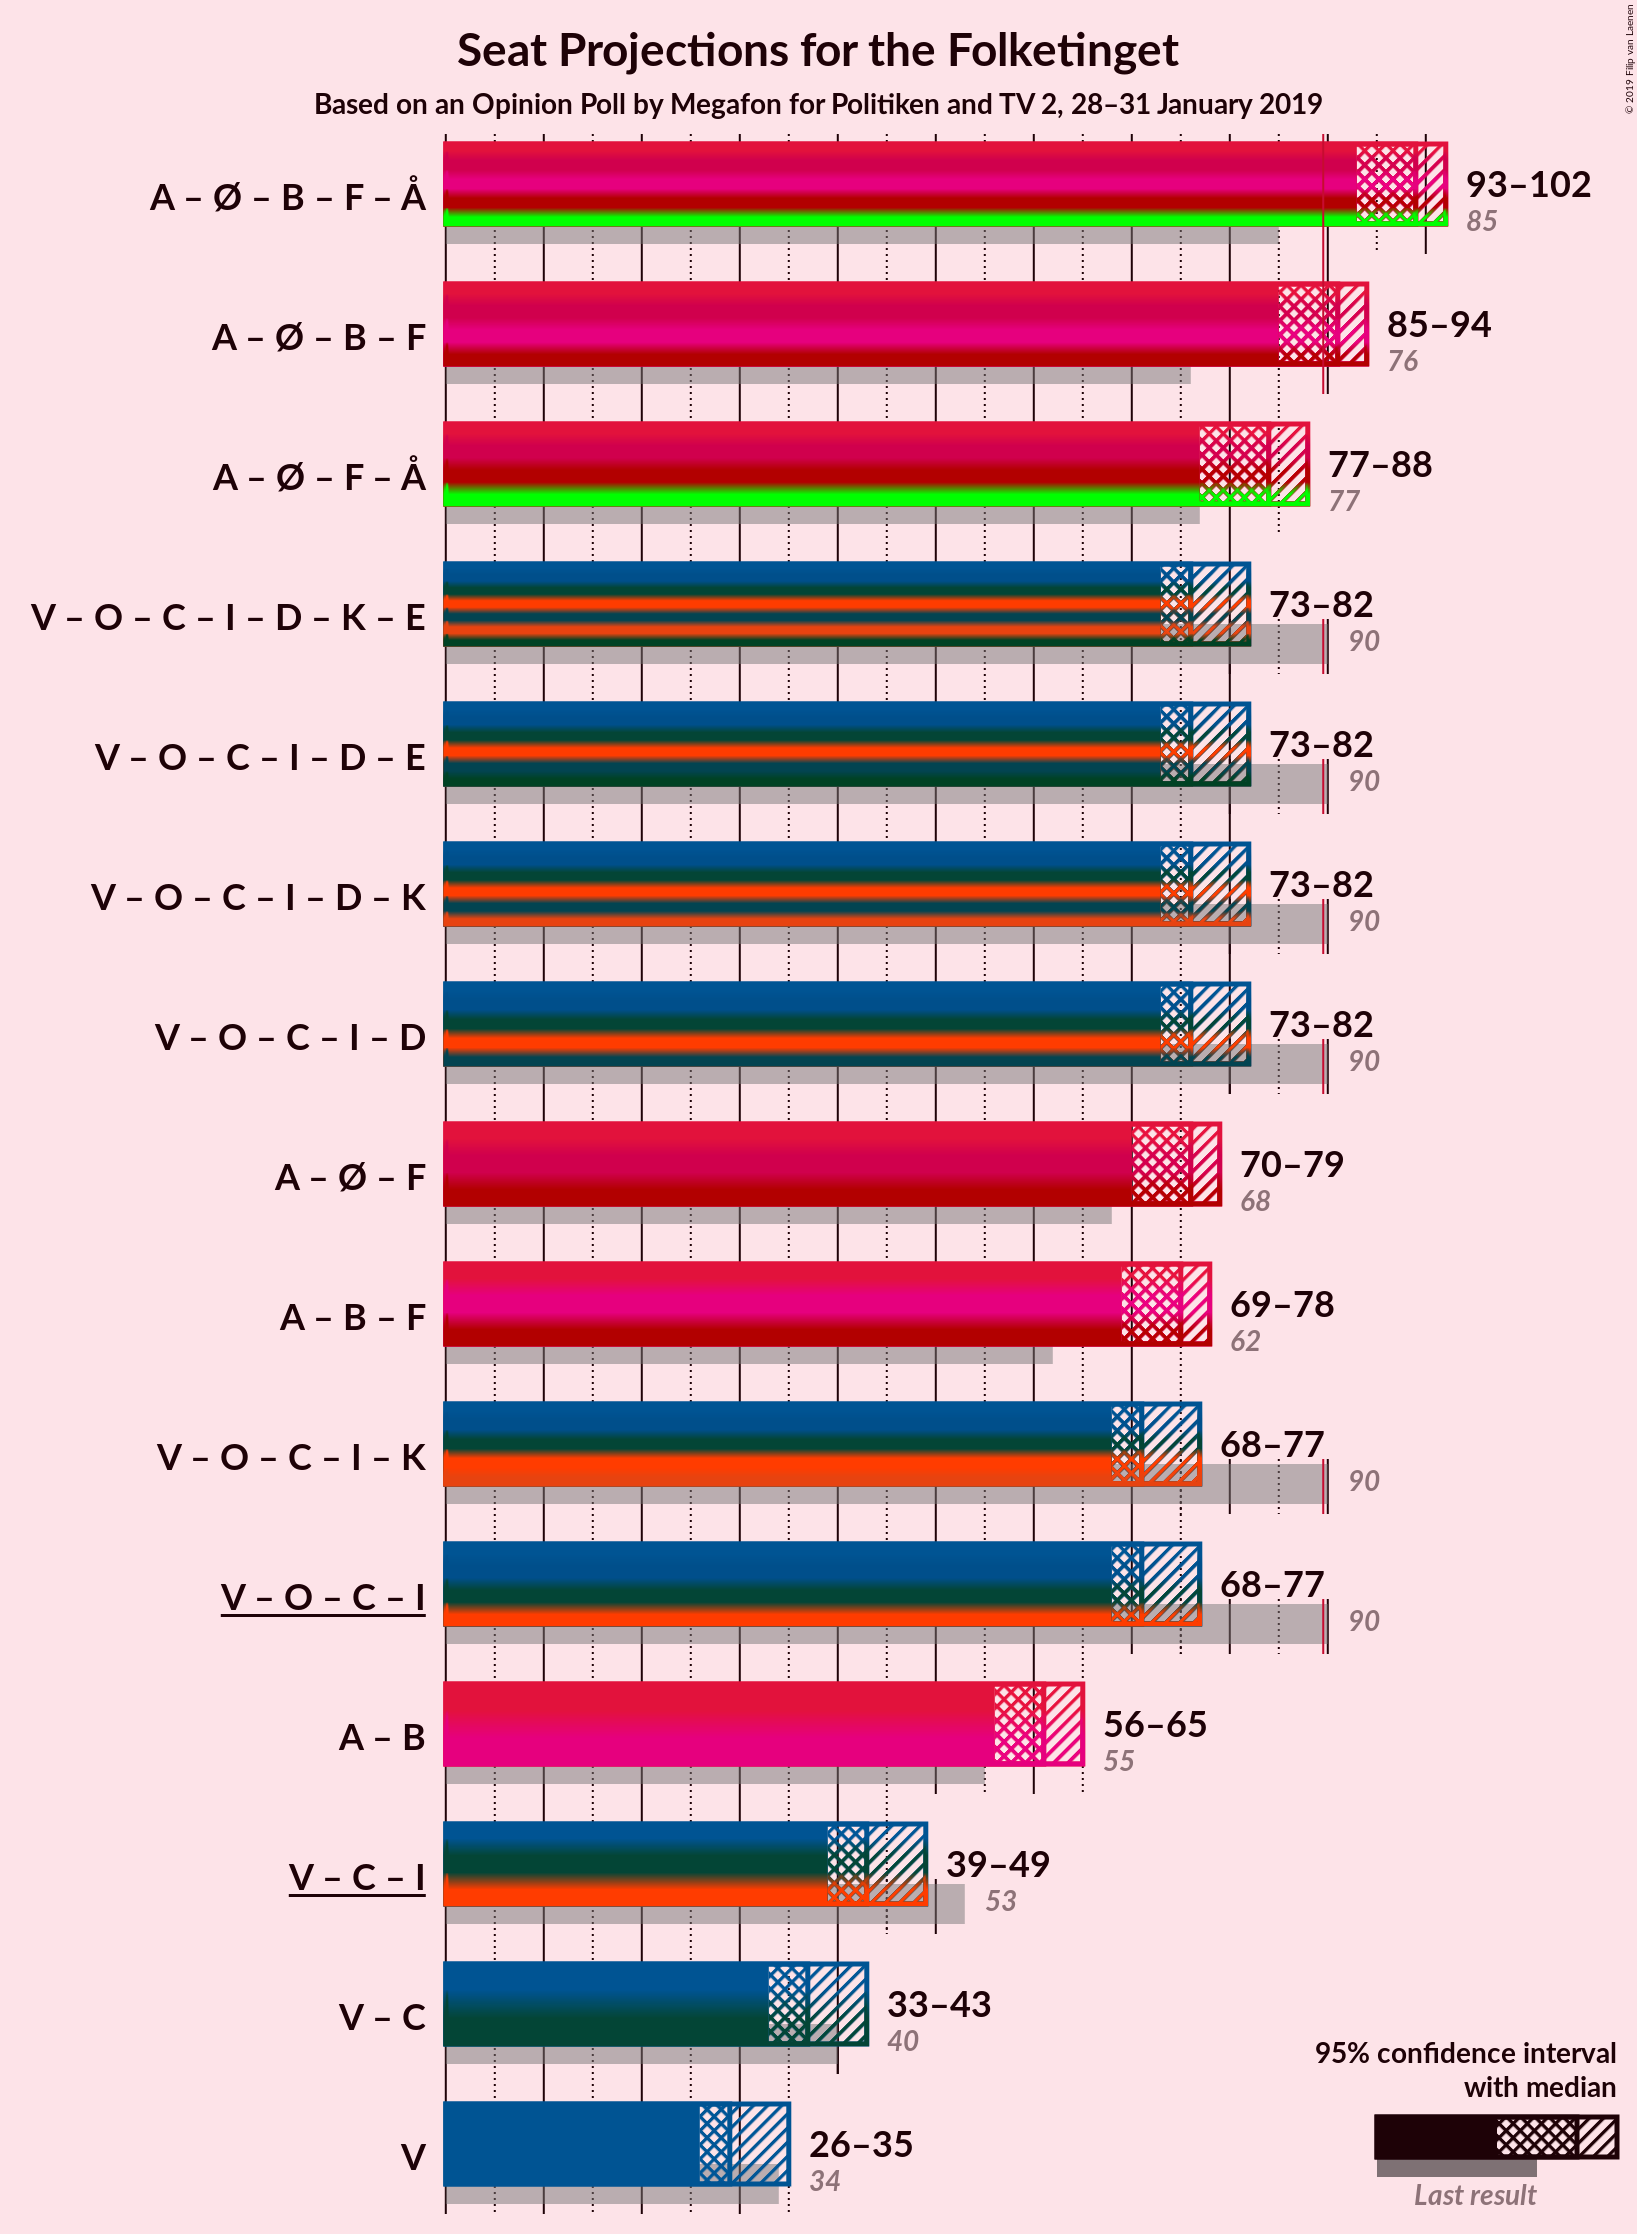 Seat Projections for the Folketinget
Based on an Opinion Poll by Megafon for Politiken and TV 2, 28–31 January 2019
© 2019 Filip van Laenen
A – Ø – B – F – Å
93–102
85
A – Ø – B – F
85–94
76
A – Ø – F – Å
77–88
77
V – O – C – I – D – K – E
73–82
90
V – O – C – I – D – E
73–82
90
V – O – C – I – D – K
73–82
90
V – O – C – I – D
73–82
90
A – Ø – F
70–79
68
A – B – F
69–78
62
V – O – C – I – K
68–77
90
V – O – C – I
68–77
90
A – B
56–65
55
V – C – I
39–49
53
V – C
33–43
40
V
26–35
34
95% confidence interval
with median
Last result